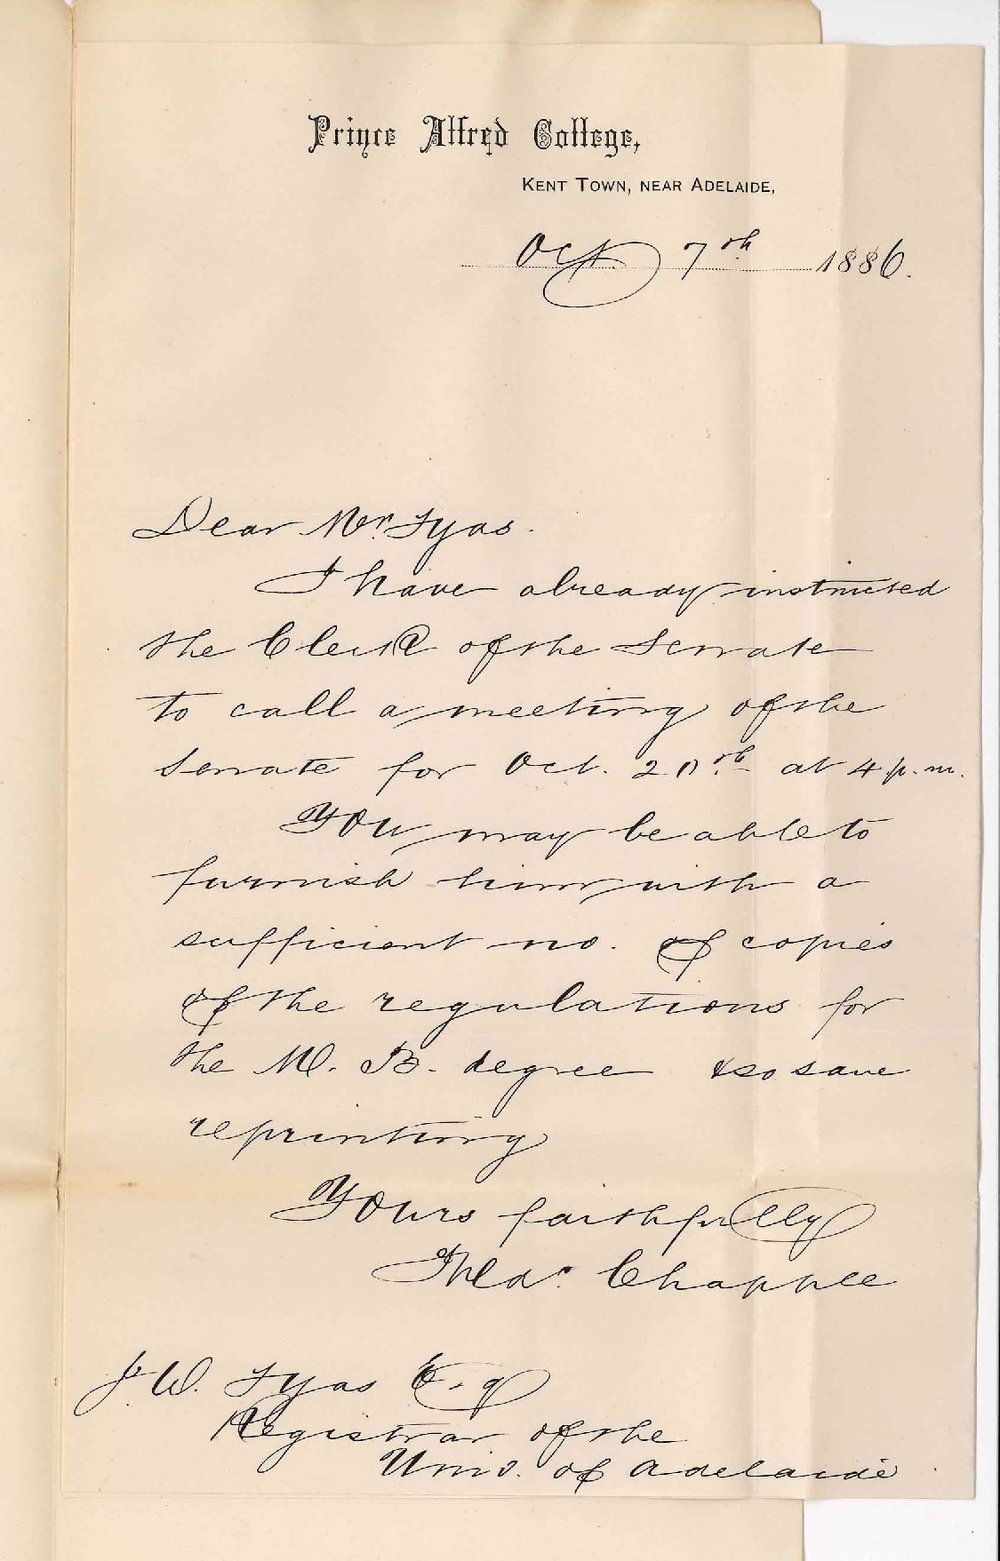 Prince Alfred College,
KENT TOWN, NEAR ADELAIDE,
Oct. 7th 1886.
Dear Mr. Tyas.
I have already instructed
the Clerk of the Senate
to call a meeting of the
Senate for Oct. 20th at 4 p.m.
You may be able to
furnish him with a
sufficient no. of copies
of the regulations for
the M. B. degree & so save
reprinting
Yours faithfully
Fredc. Chapple
J W. Tyas Esq
Registrar of the
Univ. of Adelaide